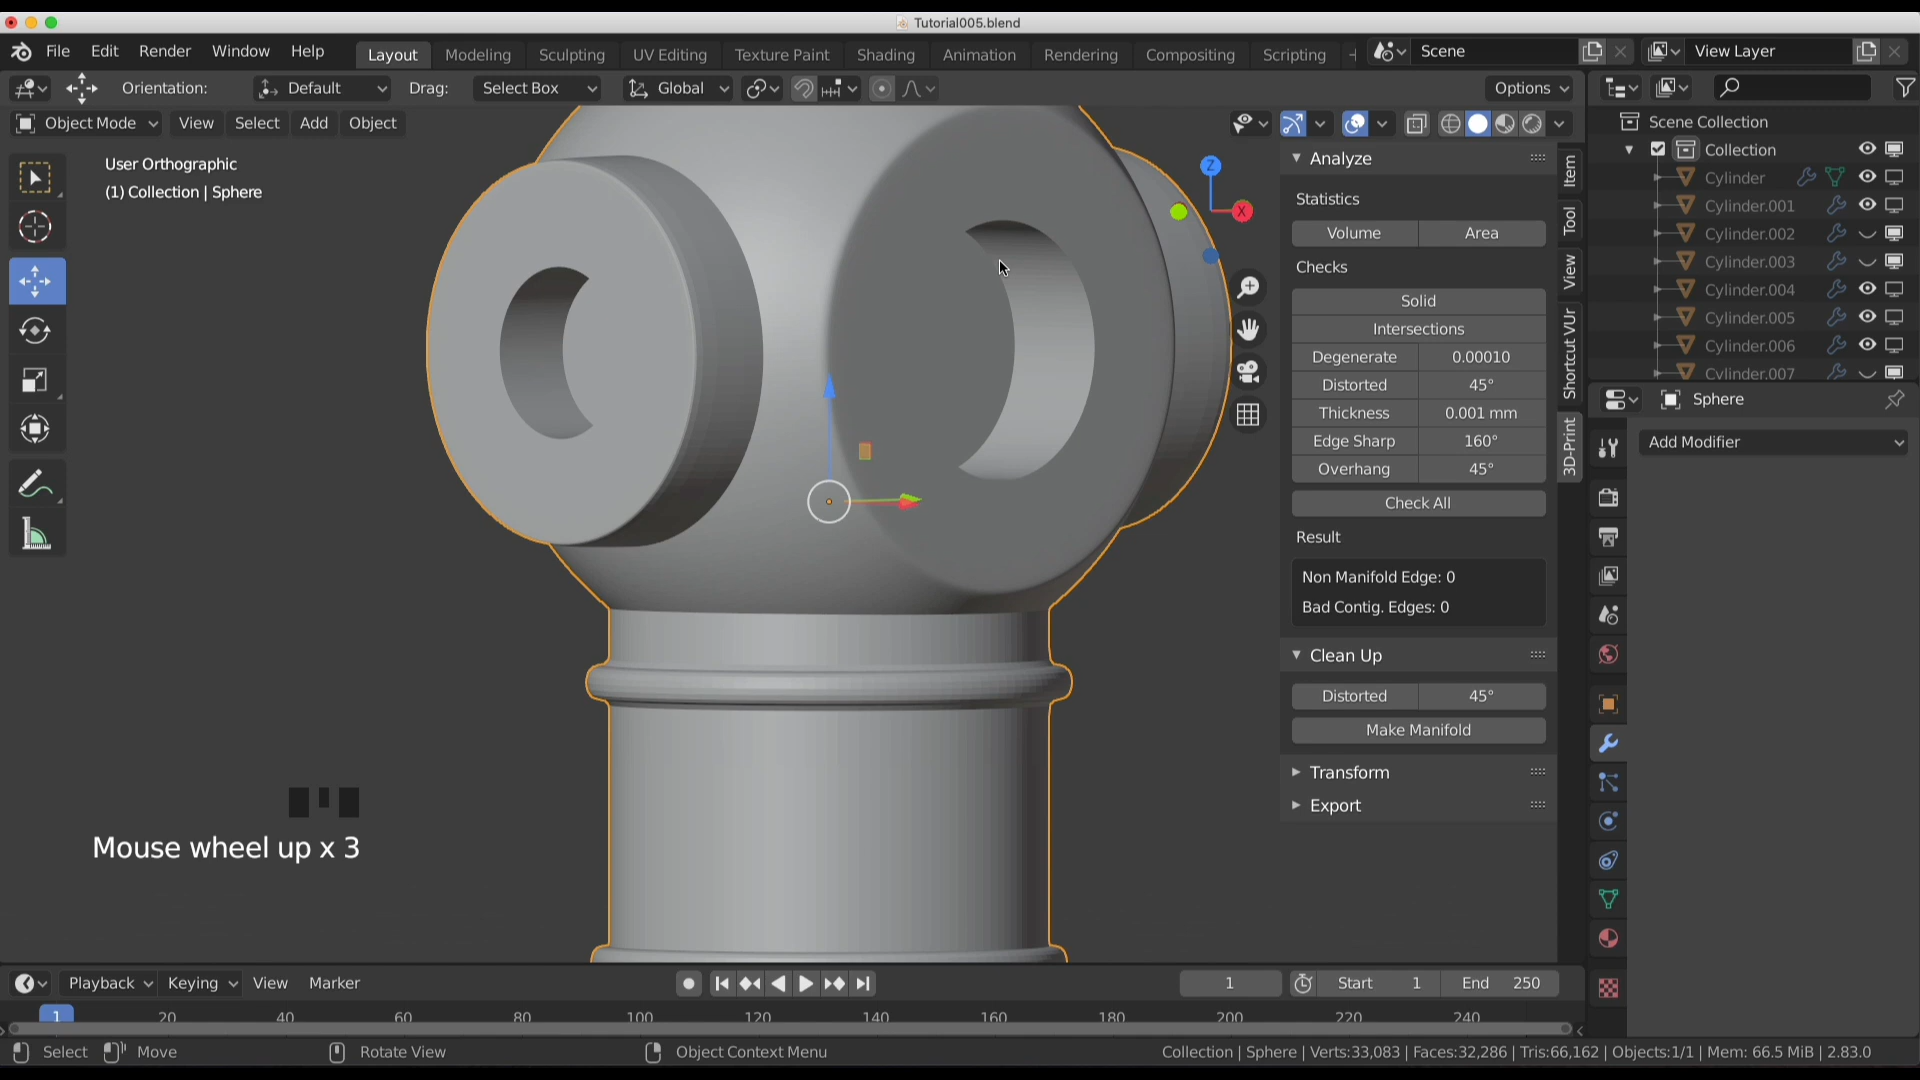 Tutorial005.blend
File Edit Render Window Help Layout Modeling Sculpting UV Editing Texture Paint Shading Animation Rendering Compositing Scripting Scene View Layer
Orientation: Default Drag: Select Box Global Options
Object Mode View Select Add Object
User Orthographic
(1) Collection | Sphere
Z
X
Analyze
Statistics
Volume Area
Checks
Solid
Intersections
Degenerate 0.00010
Distorted 45°
Thickness 0.001 mm
Edge Sharp 160°
Overhang 45°
Check All
Result
Non Manifold Edge: 0
Bad Contig. Edges: 0
Clean Up
Distorted 45°
Make Manifold
Transform
Export
Item
Tool
View
Shortcut VUr
3D-Print
Scene Collection
Collection
Cylinder
Cylinder.001
Cylinder.002
Cylinder.003
Cylinder.004
Cylinder.005
Cylinder.006
Cylinder.007
Sphere
Add Modifier
Mouse wheel up x 3
Playback Keying View Marker 1 Start 1 End 250
1 20 40 60 80 100 120 140 160 180 200 220 240
Select Move Rotate View Object Context Menu Collection | Sphere | Verts:33,083 | Faces:32,286 | Tris:66,162 | Objects:1/1 | Mem: 66.5 MiB | 2.83.0